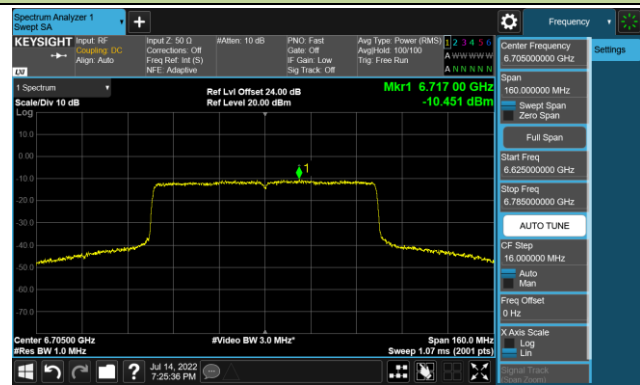 Spectrum Analyzer 1
Swept SA
+
Frequency
KEYSIGHT
Input: RF
Coupling: DC
Align: Auto
Input Z: 50 Ω
Corrections: Off
Freq Ref: Int (S)
NFE: Adaptive
#Atten: 10 dB
PNO: Fast
Gate: Off
IF Gain: Low
Sig Track: Off
Avg Type: Power (RMS)
Avg|Hold: 100/100
Trig: Free Run
1 2 3 4 5 6
A W W W W W
A N N N N N
LXI
1 Spectrum
Scale/Div 10 dB
Log
Ref Lvl Offset 24.00 dB
Ref Level 20.00 dBm
Mkr1 6.717 00 GHz
-10.451 dBm
10.0
0.00
-10.0
-20.0
-30.0
-40.0
-50.0
-60.0
-70.0
1
Center 6.70500 GHz
#Res BW 1.0 MHz
#Video BW 3.0 MHz*
Span 160.0 MHz
Sweep 1.07 ms (2001 pts)
Center Frequency
6.705000000 GHz
Settings
Span
160.000000 MHz
Swept Span
Zero Span
Full Span
Start Freq
6.625000000 GHz
Stop Freq
6.785000000 GHz
AUTO TUNE
CF Step
16.000000 MHz
Auto
Man
Freq Offset
0 Hz
X Axis Scale
Log
Lin
Signal Track
(Span Zoom)
?
Jul 14, 2022
7:25:36 PM